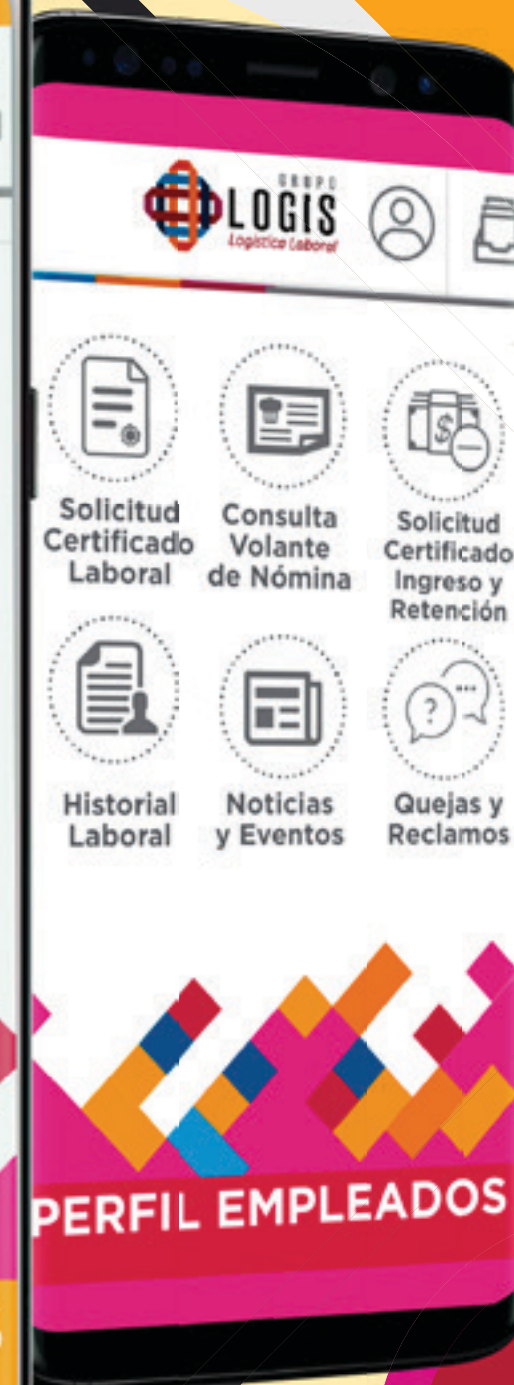 GRUPO
LOGIS
Logística Laboral
Solicitud
Certificado
Laboral
Consulta
Volante
de Nómina
Solicitud
Certificado
Ingreso y
Retención
Historial
Laboral
Noticias
y Eventos
Quejas y
Reclamos
PERFIL EMPLEADOS